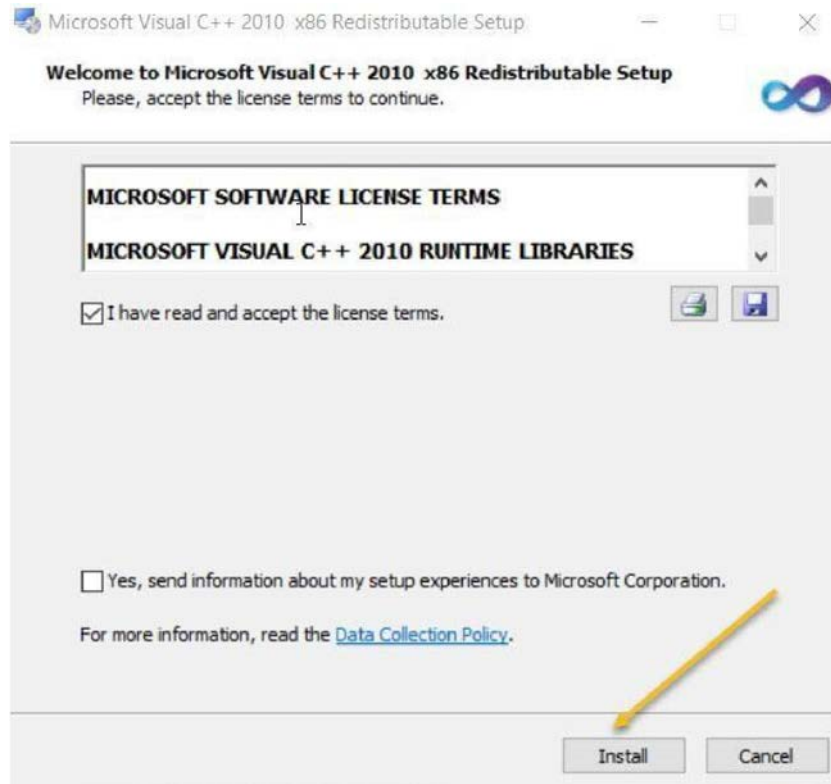 Microsoft Visual C++ 2010  x86 Redistributable Setup
Welcome to Microsoft Visual C++ 2010  x86 Redistributable Setup
Please, accept the license terms to continue.
MICROSOFT SOFTWARE LICENSE TERMS
MICROSOFT VISUAL C++ 2010 RUNTIME LIBRARIES
I have read and accept the license terms.
Yes, send information about my setup experiences to Microsoft Corporation.
For more information, read the Data Collection Policy.
Install Cancel